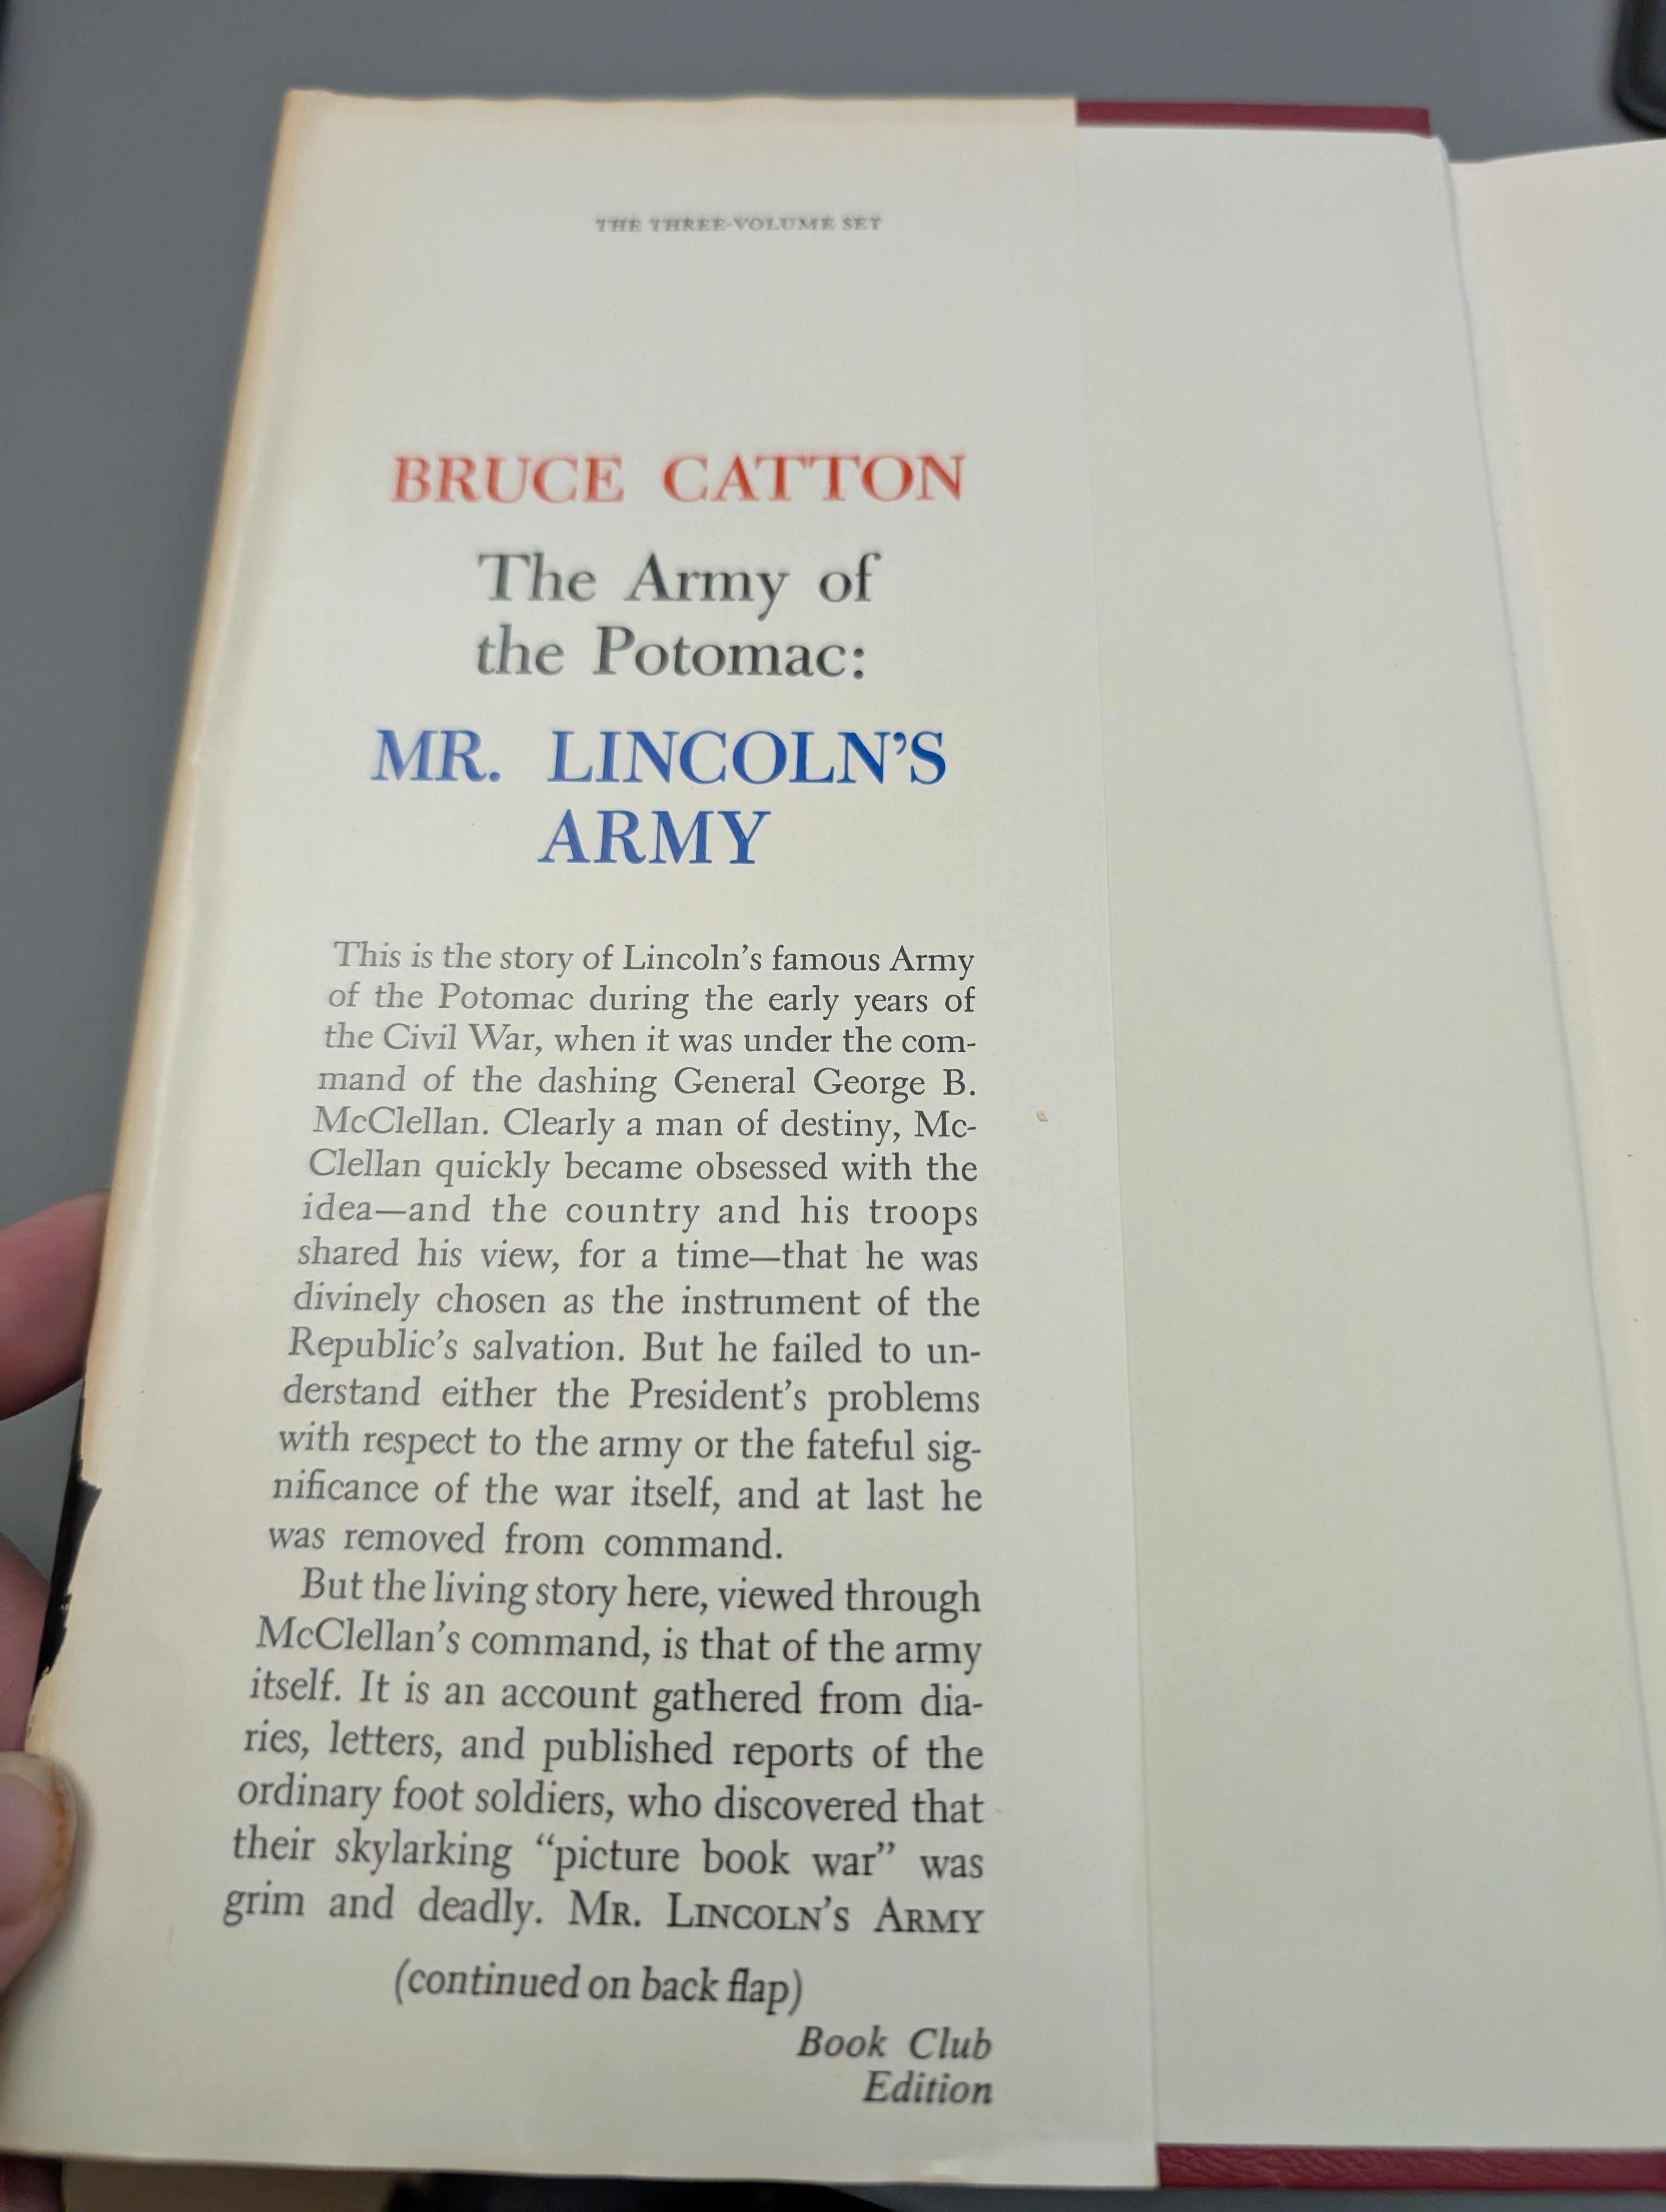 THE THREE-VOLUME SET
BRUCE CATTON
The Army of
the Potomac:
MR. LINCOLN'S
ARMY
This is the story of Lincoln's famous Army
of the Potomac during the early years of
the Civil War, when it was under the com-
mand of the dashing General George B.
McClellan. Clearly a man of destiny, Mc-
Clellan quickly became obsessed with the
idea—and the country and his troops
shared his view, for a time—that he was
divinely chosen as the instrument of the
Republic's salvation. But he failed to un-
derstand either the President's problems
with respect to the army or the fateful sig-
nificance of the war itself, and at last he
was removed from command.
But the living story here, viewed through
McClellan's command, is that of the army
itself. It is an account gathered from dia-
ries, letters, and published reports of the
ordinary foot soldiers, who discovered that
their skylarking “picture book war” was
grim and deadly. MR. LINCOLN'S ARMY
(continued on back flap)
Book Club
Edition